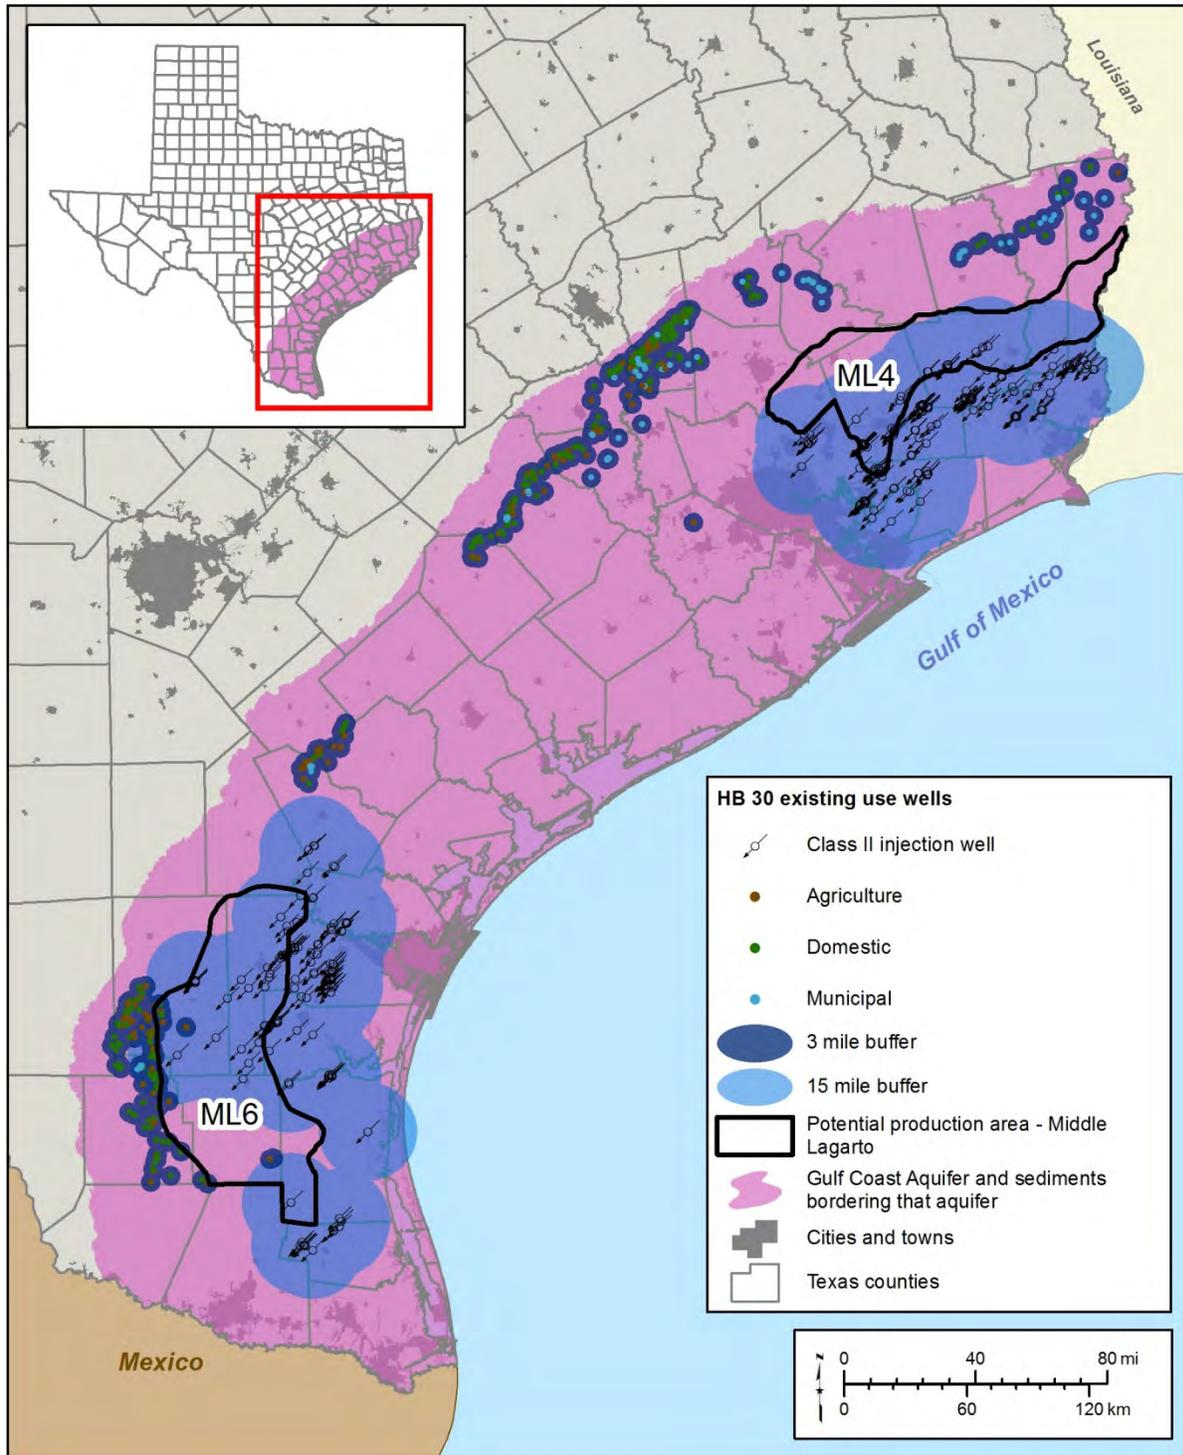 Louisiana
ML4
Gulf of Mexico
ML6
Mexico
HB 30 existing use wells
Class II injection well
Agriculture
Domestic
Municipal
3 mile buffer
15 mile buffer
Potential production area - Middle
Lagarto
Gulf Coast Aquifer and sediments
bordering that aquifer
Cities and towns
Texas counties
N
0 40 80 mi
0 60 120 km